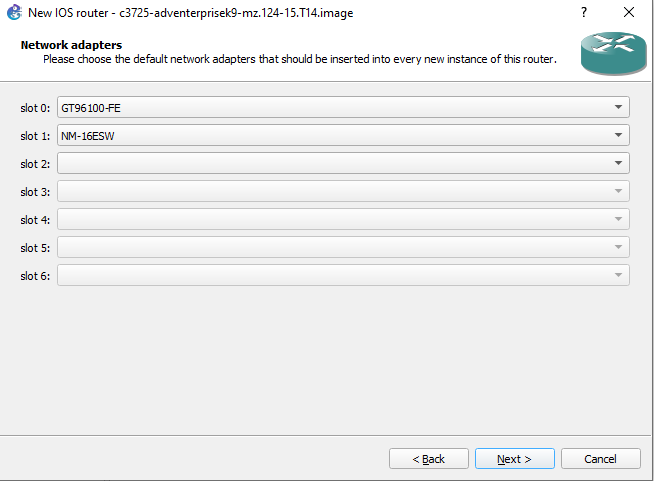 New IOS router - c3725-adventerprisek9-mz.124-15.T14.image
?
Network adapters
Please choose the default network adapters that should be inserted into every new instance of this router.
slot 0: GT96100-FE
slot 1: NM-16ESW
slot 2:
slot 3:
slot 4:
slot 5:
slot 6:
< Back Next > Cancel